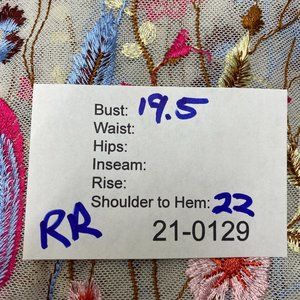 Bust: 19.5
Waist:
Hips:
Inseam:
Rise:
Shoulder to Hem: 22
RR 21-0129